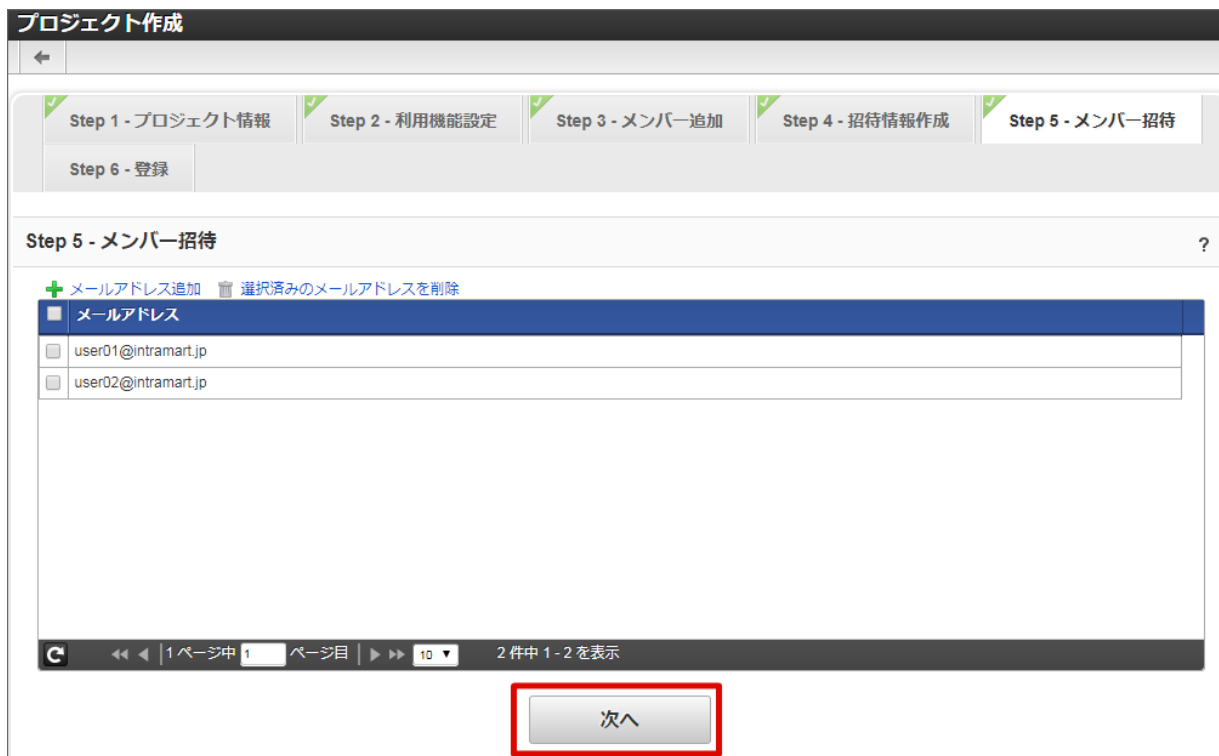 プロジェクト作成
Step 1 - プロジェクト情報
Step 2 - 利用機能設定
Step 3 - メンバー追加
Step 4 - 招待情報作成
Step 5 - メンバー招待
Step 6 - 登録
Step 5 - メンバー招待 ?
メールアドレス追加 選択済みのメールアドレスを削除
メールアドレス
user01@intramart.jp
user02@intramart.jp
1 ページ中 1 ページ目 10 2 件中 1 - 2 を表示
次へ